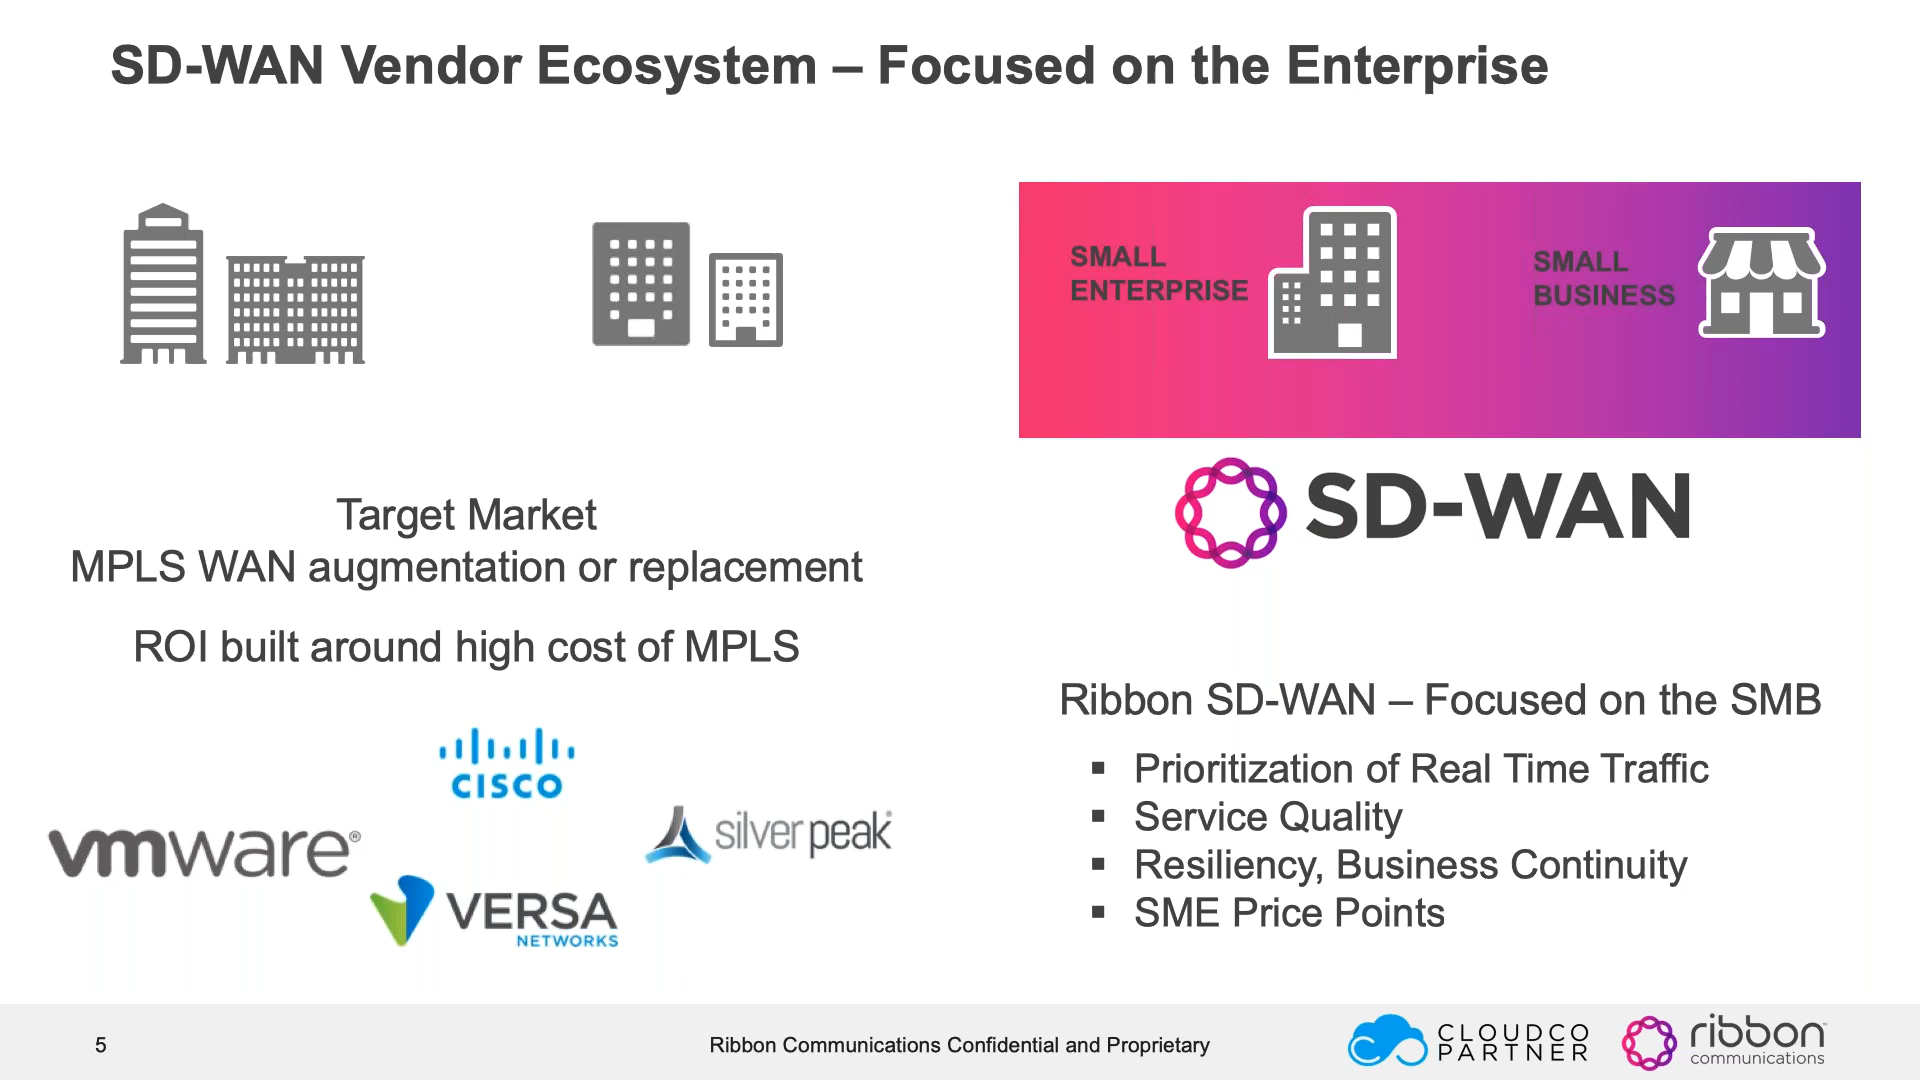 SD-WAN Vendor Ecosystem – Focused on the Enterprise
SMALL
ENTERPRISE
SMALL
BUSINESS
Target Market
MPLS WAN augmentation or replacement
ROI built around high cost of MPLS
CISCO
vmware®
silver peak®
VERSA
NETWORKS
SD-WAN
Ribbon SD-WAN – Focused on the SMB
▪ Prioritization of Real Time Traffic
▪ Service Quality
▪ Resiliency, Business Continuity
▪ SME Price Points
5
Ribbon Communications Confidential and Proprietary
CLOUDCO
PARTNER
ribbon
communications